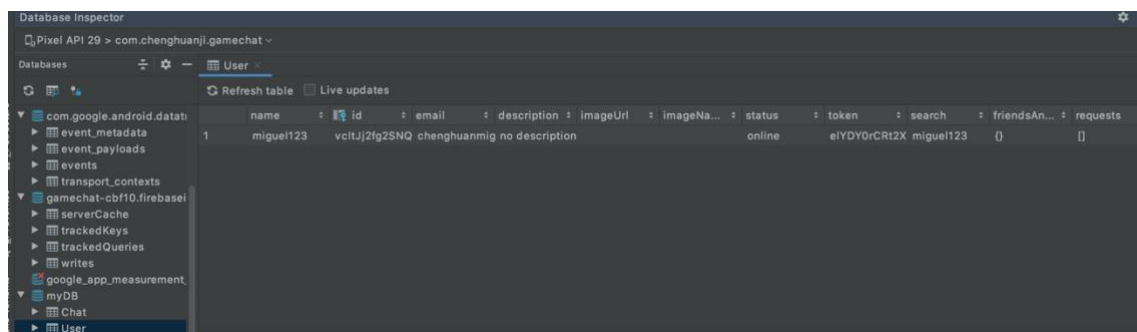 Database Inspector
Pixel API 29 > com.chenghuanji.gamechat
Databases
User
Refresh table Live updates
com.google.android.datatr
event_metadata
event_payloads
events
transport_contexts
gamechat-cbf10.firebasei
serverCache
trackedKeys
trackedQueries
writes
google_app_measurement_
myDB
Chat
User
name id email description imageUrl imageNa... status token search friendsAn... requests
1 miguel123 vcltJj2fg2SNQ chenghuanmig no description online elYDY0rCRt2X miguel123 {} []